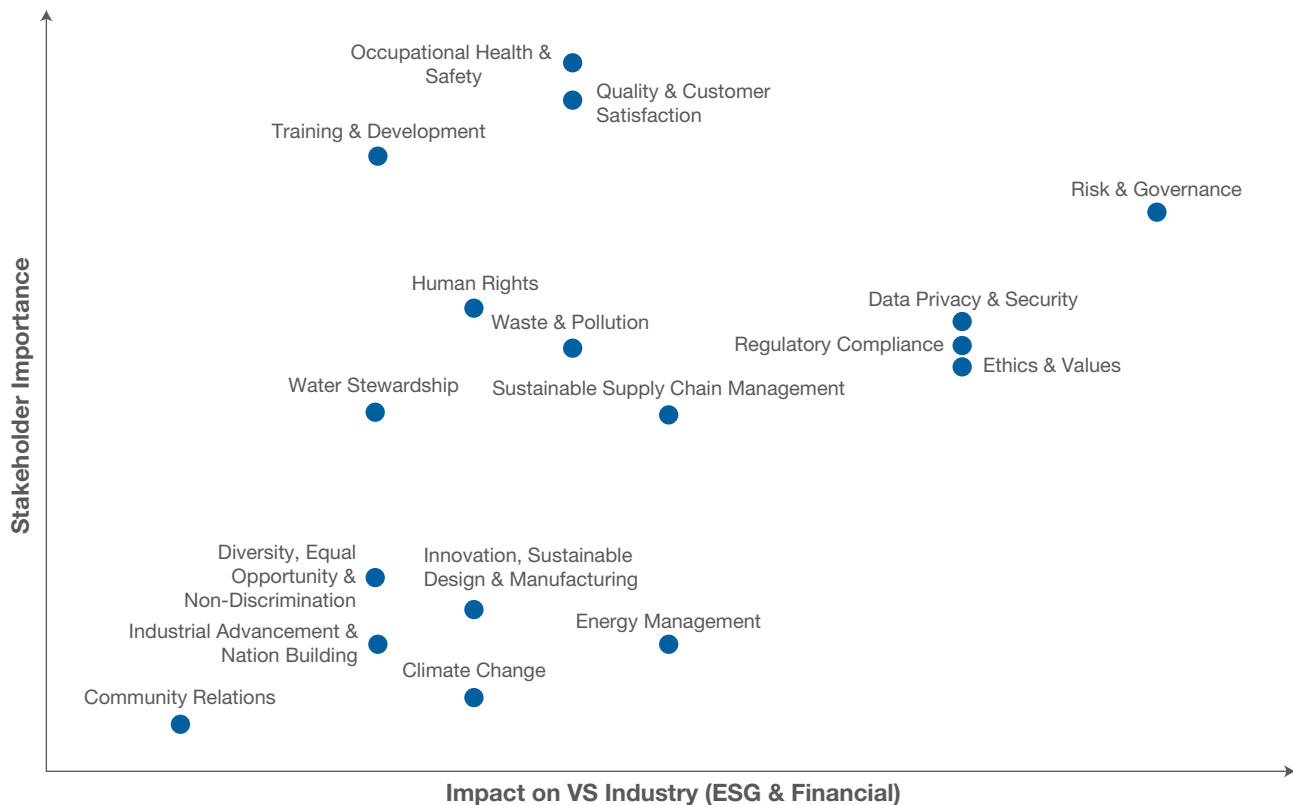 Occupational Health &
Safety
Quality & Customer
Satisfaction
Training & Development
Risk & Governance
Human Rights
Data Privacy & Security
Waste & Pollution
Regulatory Compliance
Ethics & Values
Water Stewardship
Sustainable Supply Chain Management
Stakeholder Importance
Diversity, Equal
Opportunity &
Non-Discrimination
Innovation, Sustainable
Design & Manufacturing
Industrial Advancement &
Nation Building
Energy Management
Climate Change
Community Relations
Impact on VS Industry (ESG & Financial)